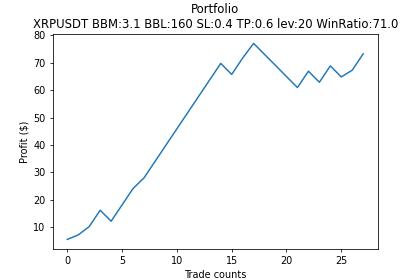 Portfolio
XRPUSDT BBM:3.1 BBL:160 SL:0.4 TP:0.6 lev:20 WinRatio:71.0
80
70
60
50
40
30
20
10
Profit ($)
0 5 10 15 20 25
Trade counts